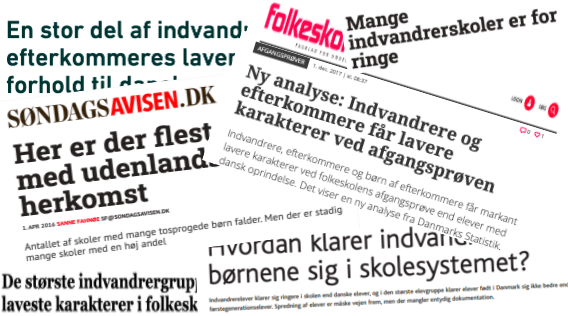 En stor del af
efterkommeres laver
forhold til
folkesko
FAGBLAD FOR
AFGANGSPRØVER
1. dec. 2017 kl. 08:37
LOGIN
SØG
0 1
Ny analyse: Indvandrere og
efterkommere får lavere
karakterer ved afgangsprøven
Indvandrere, efterkommere og børn af efterkommere får markant
lavere karakterer ved folkeskolens afgangsprøve end elever med
dansk oprindelse. Det viser en ny analyse fra Danmarks Statistik.
Mange
indvandrerskoler er for
ringe
SØNDAGSAVISEN.DK
Her er der flest
med udenlands
herkomst
1. APR 2016 SANNE FAHNØE SF@SONDAGSAVISEN.DK
Antallet af skoler med mange tosprogede børn falder. Men der er stadig
mange skoler med en høj andel
De største indvandrergrupp
laveste karakterer i folkesk
Hvordan klarer
børnene sig i skolesystemet?
Indvandrerelever klarer sig ringere i skolen end danske elever, og i den største elevgruppe klarer elever født i Danmark sig ikke bedre end
førstegenerationselever. Spredning af elever er måske vejen frem, men der mangler entydig dokumentation.